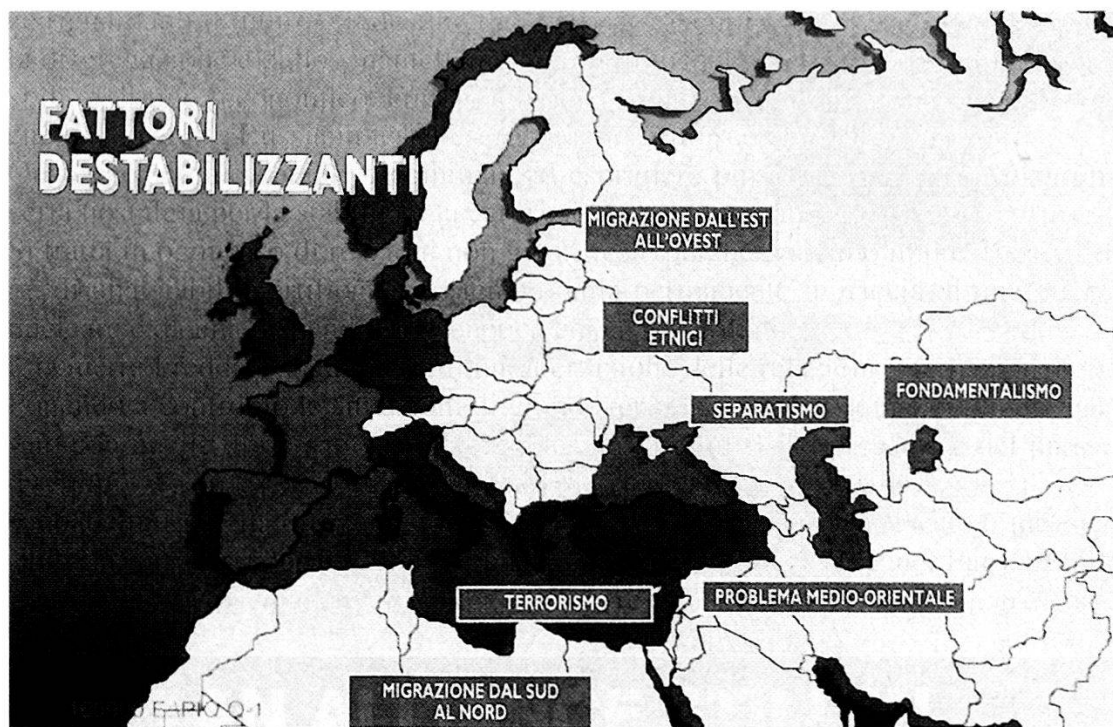 FATTORI
DESTABILIZZANTI
MIGRAZIONE DALL'EST
ALL'OVEST
CONFLITTI
ETNICI
SEPARATISMO
FONDAMENTALISMO
TERRORISMO
PROBLEMA MEDIO-ORIENTALE
MIGRAZIONE DAL SUD
AL NORD